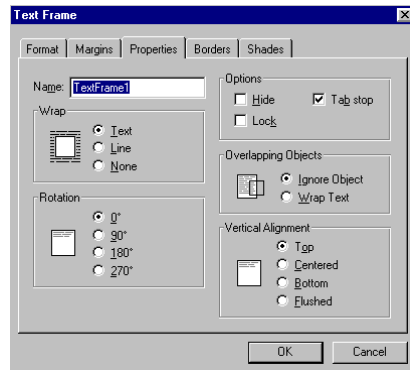 Text Frame
Format Margins Properties Borders Shades
Name: TextFrame1
Wrap
Text
Line
None
Rotation
0°
90°
180°
270°
Options
Hide Tab stop
Lock
Overlapping Objects
Ignore Object
Wrap Text
Vertical Alignment
Top
Centered
Bottom
Flushed
OK Cancel